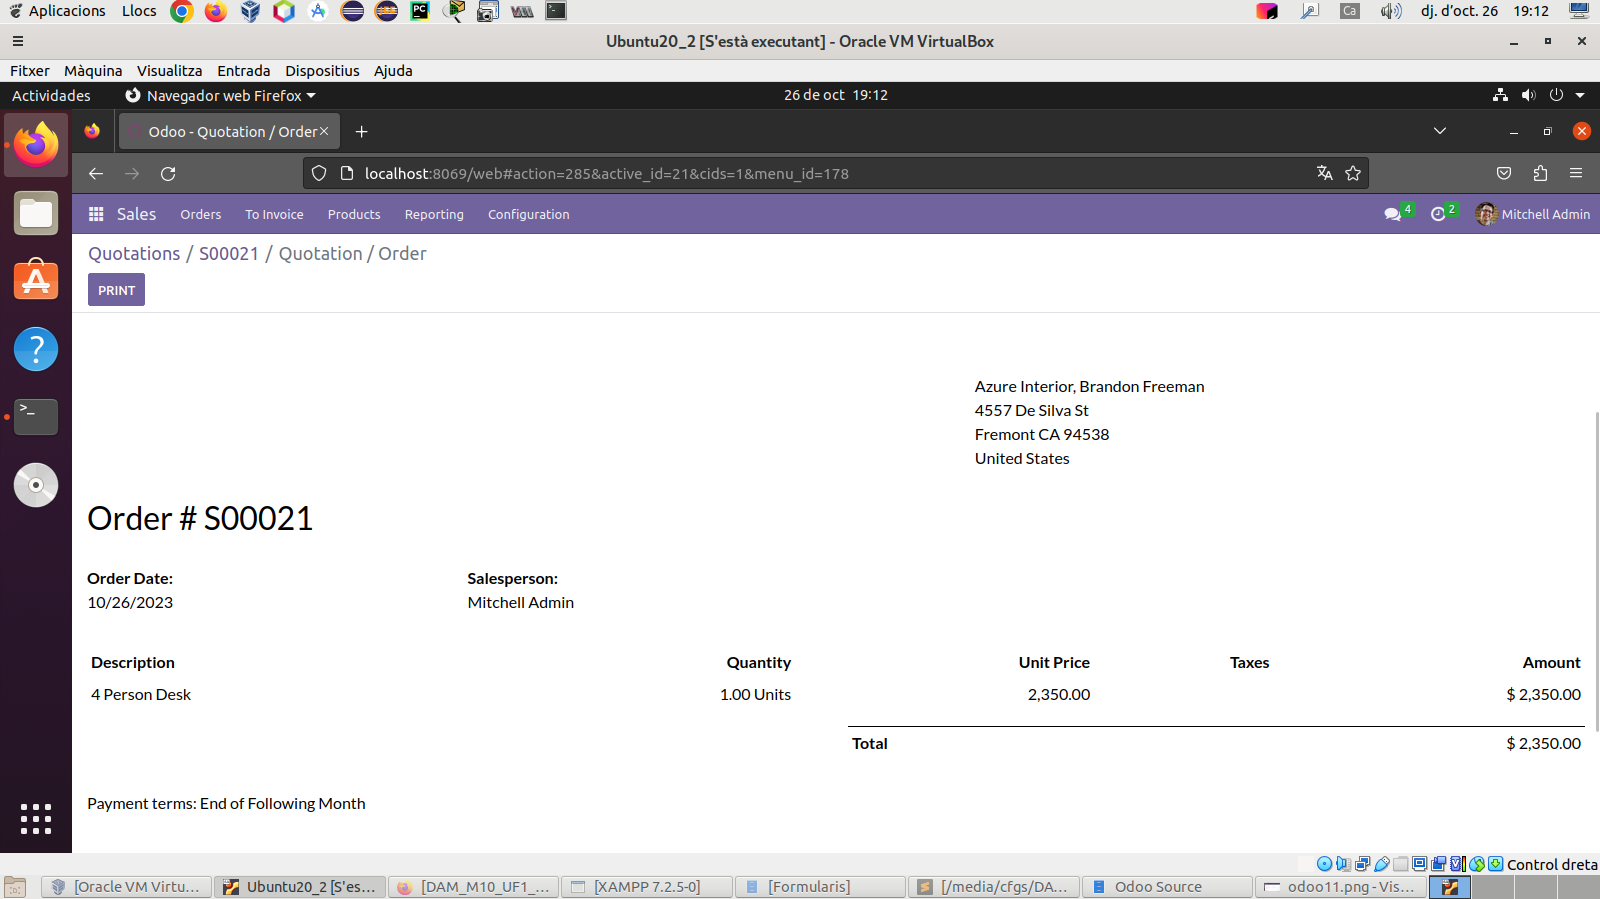 Aplicacions Llocs Ca dj. d'oct. 26 19:12
Ubuntu20_2 [S'està executant] - Oracle VM VirtualBox
Fitxer Màquina Visualitza Entrada Dispositius Ajuda
Actividades Navegador web Firefox 26 de oct 19:12
Odoo - Quotation / Order
localhost:8069/web#action=285&active_id=21&cids=1&menu_id=178
Sales Orders To Invoice Products Reporting Configuration 4 2 Mitchell Admin
Quotations / S00021 / Quotation / Order
PRINT
Azure Interior, Brandon Freeman
4557 De Silva St
Fremont CA 94538
United States
Order # S00021
Order Date: Salesperson:
10/26/2023 Mitchell Admin
Description Quantity Unit Price Taxes Amount
4 Person Desk 1.00 Units 2,350.00 $ 2,350.00
Total $ 2,350.00
Payment terms: End of Following Month
Control dreta
[Oracle VM Virtu... Ubuntu20_2 [S'es... [DAM_M10_UF1_... [XAMPP 7.2.5-0] [Formularis] [/media/cfgs/DA... Odoo Source odoo11.png - Vis...